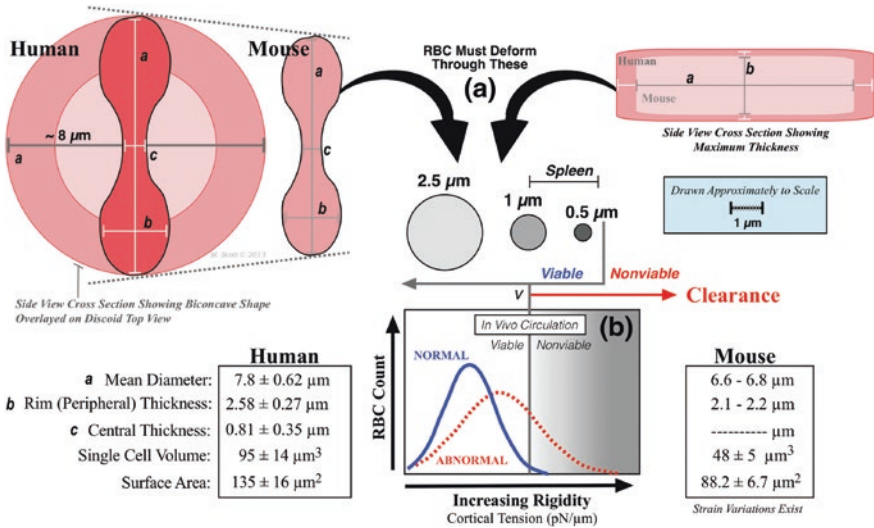 Human
Mouse
a
a
~ 8 µm
a
c
c
b
b
M. Scott © 2013
Side View Cross Section Showing Biconcave Shape
Overlayed on Discoid Top View
RBC Must Deform
Through These
(a)
Human
a
b
Mouse
Side View Cross Section Showing
Maximum Thickness
Drawn Approximately to Scale
1 µm
2.5 µm
1 µm
Spleen
0.5 µm
Viable
Nonviable
V
Clearance
In Vivo Circulation
(b)
Viable
Nonviable
NORMAL
ABNORMAL
RBC Count
Increasing Rigidity
Cortical Tension (pN/µm)
Human
a Mean Diameter: 7.8 ± 0.62 µm
b Rim (Peripheral) Thickness: 2.58 ± 0.27 µm
c Central Thickness: 0.81 ± 0.35 µm
Single Cell Volume: 95 ± 14 µm³
Surface Area: 135 ± 16 µm²
Mouse
6.6 - 6.8 µm
2.1 - 2.2 µm
---------- µm
48 ± 5 µm³
88.2 ± 6.7 µm²
Strain Variations Exist